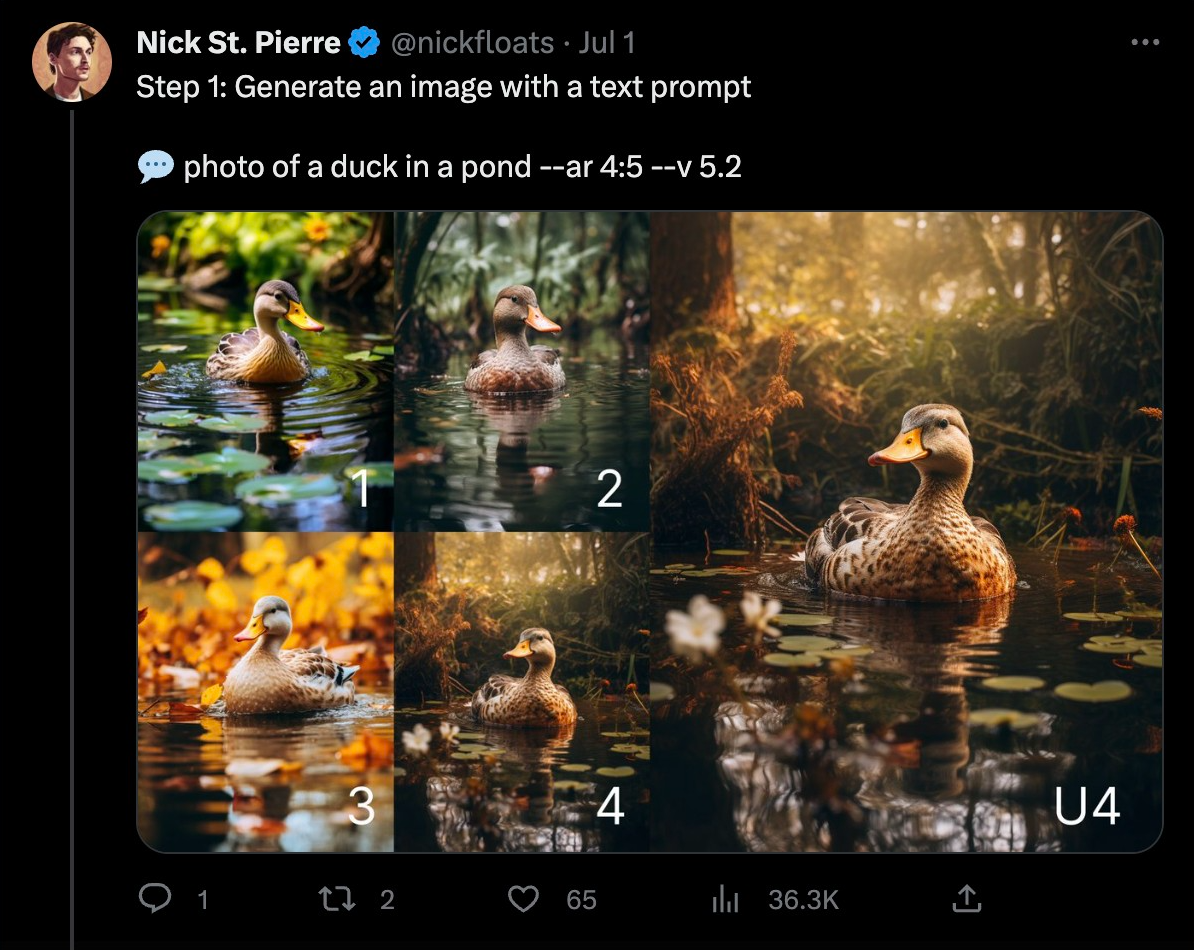 Nick St. Pierre @nickfloats · Jul 1
Step 1: Generate an image with a text prompt
💬 photo of a duck in a pond --ar 4:5 --v 5.2
1
2
3
4
U4
1 2 65 36.3K